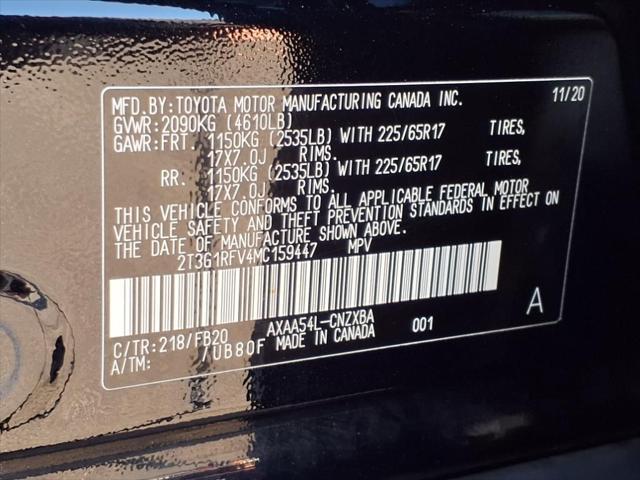 MFD.BY:TOYOTA MOTOR MANUFACTURING CANADA INC. 11/20
GVWR:2090KG (4610LB)
GAWR:FRT. 1150KG (2535LB) WITH 225/65R17 TIRES,
17X7.0J RIMS.
RR. 1150KG (2535LB) WITH 225/65R17 TIRES,
17X7.0J RIMS.
THIS VEHICLE CONFORMS TO ALL APPLICABLE FEDERAL MOTOR
VEHICLE SAFETY AND THEFT PREVENTION STANDARDS IN EFFECT ON
THE DATE OF MANUFACTURE SHOWN ABOVE.
2T3G1RFV4MC159447 MPV
C/TR:218/FB20 AXAA54L-CNZXBA 001 A
A/TM: /UB80F MADE IN CANADA